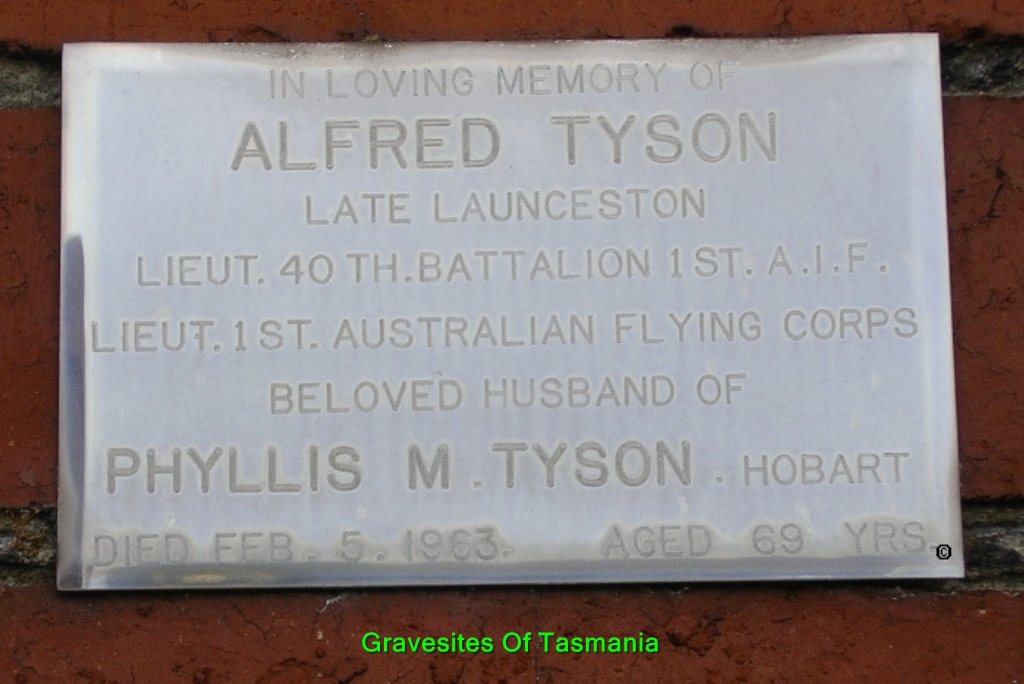 IN LOVING MEMORY OF
ALFRED TYSON
LATE LAUNCESTON
LIEUT. 40 TH. BATTALION 1 ST. A.I.F.
LIEUT. 1 ST. AUSTRALIAN FLYING CORPS
BELOVED HUSBAND OF
PHYLLIS M. TYSON. HOBART
DIED FEB. 5. 1963. AGED 69 YRS.
©
Gravesites Of Tasmania